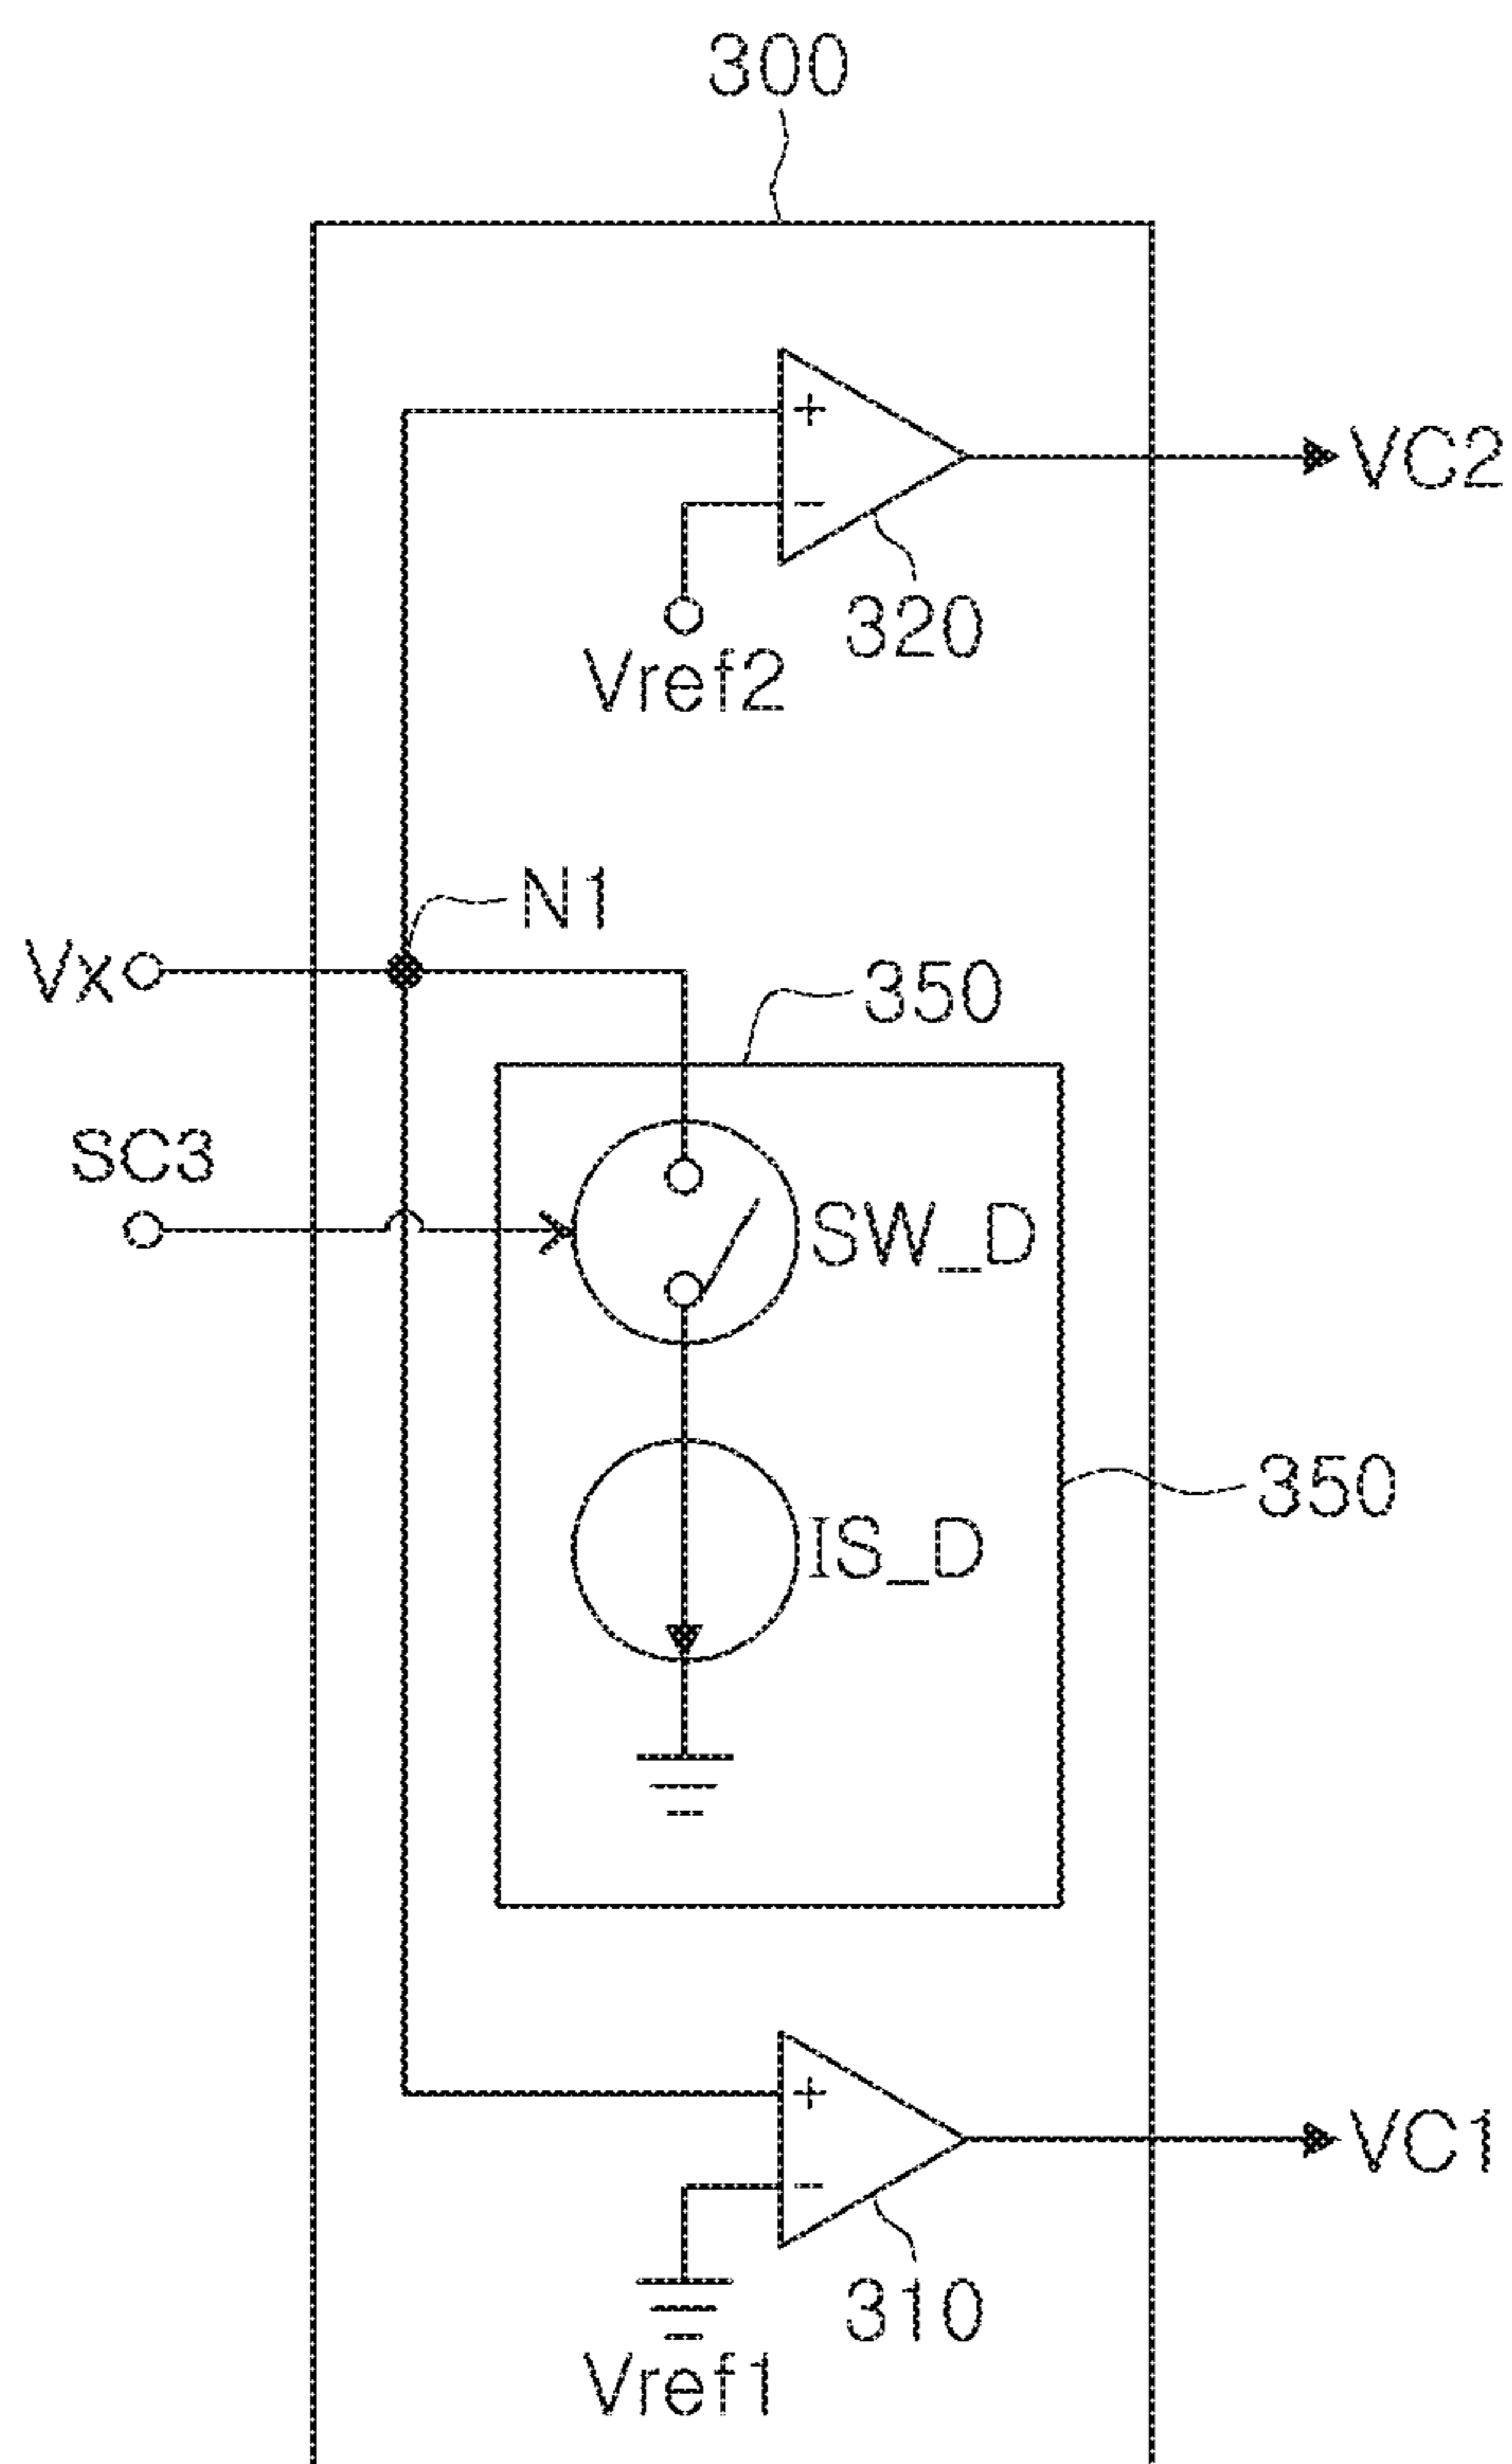 300
+
VC2
−
320
Vref2
N1
Vx
350
SC3
SW_D
350
IS_D
+
VC1
−
310
Vref1